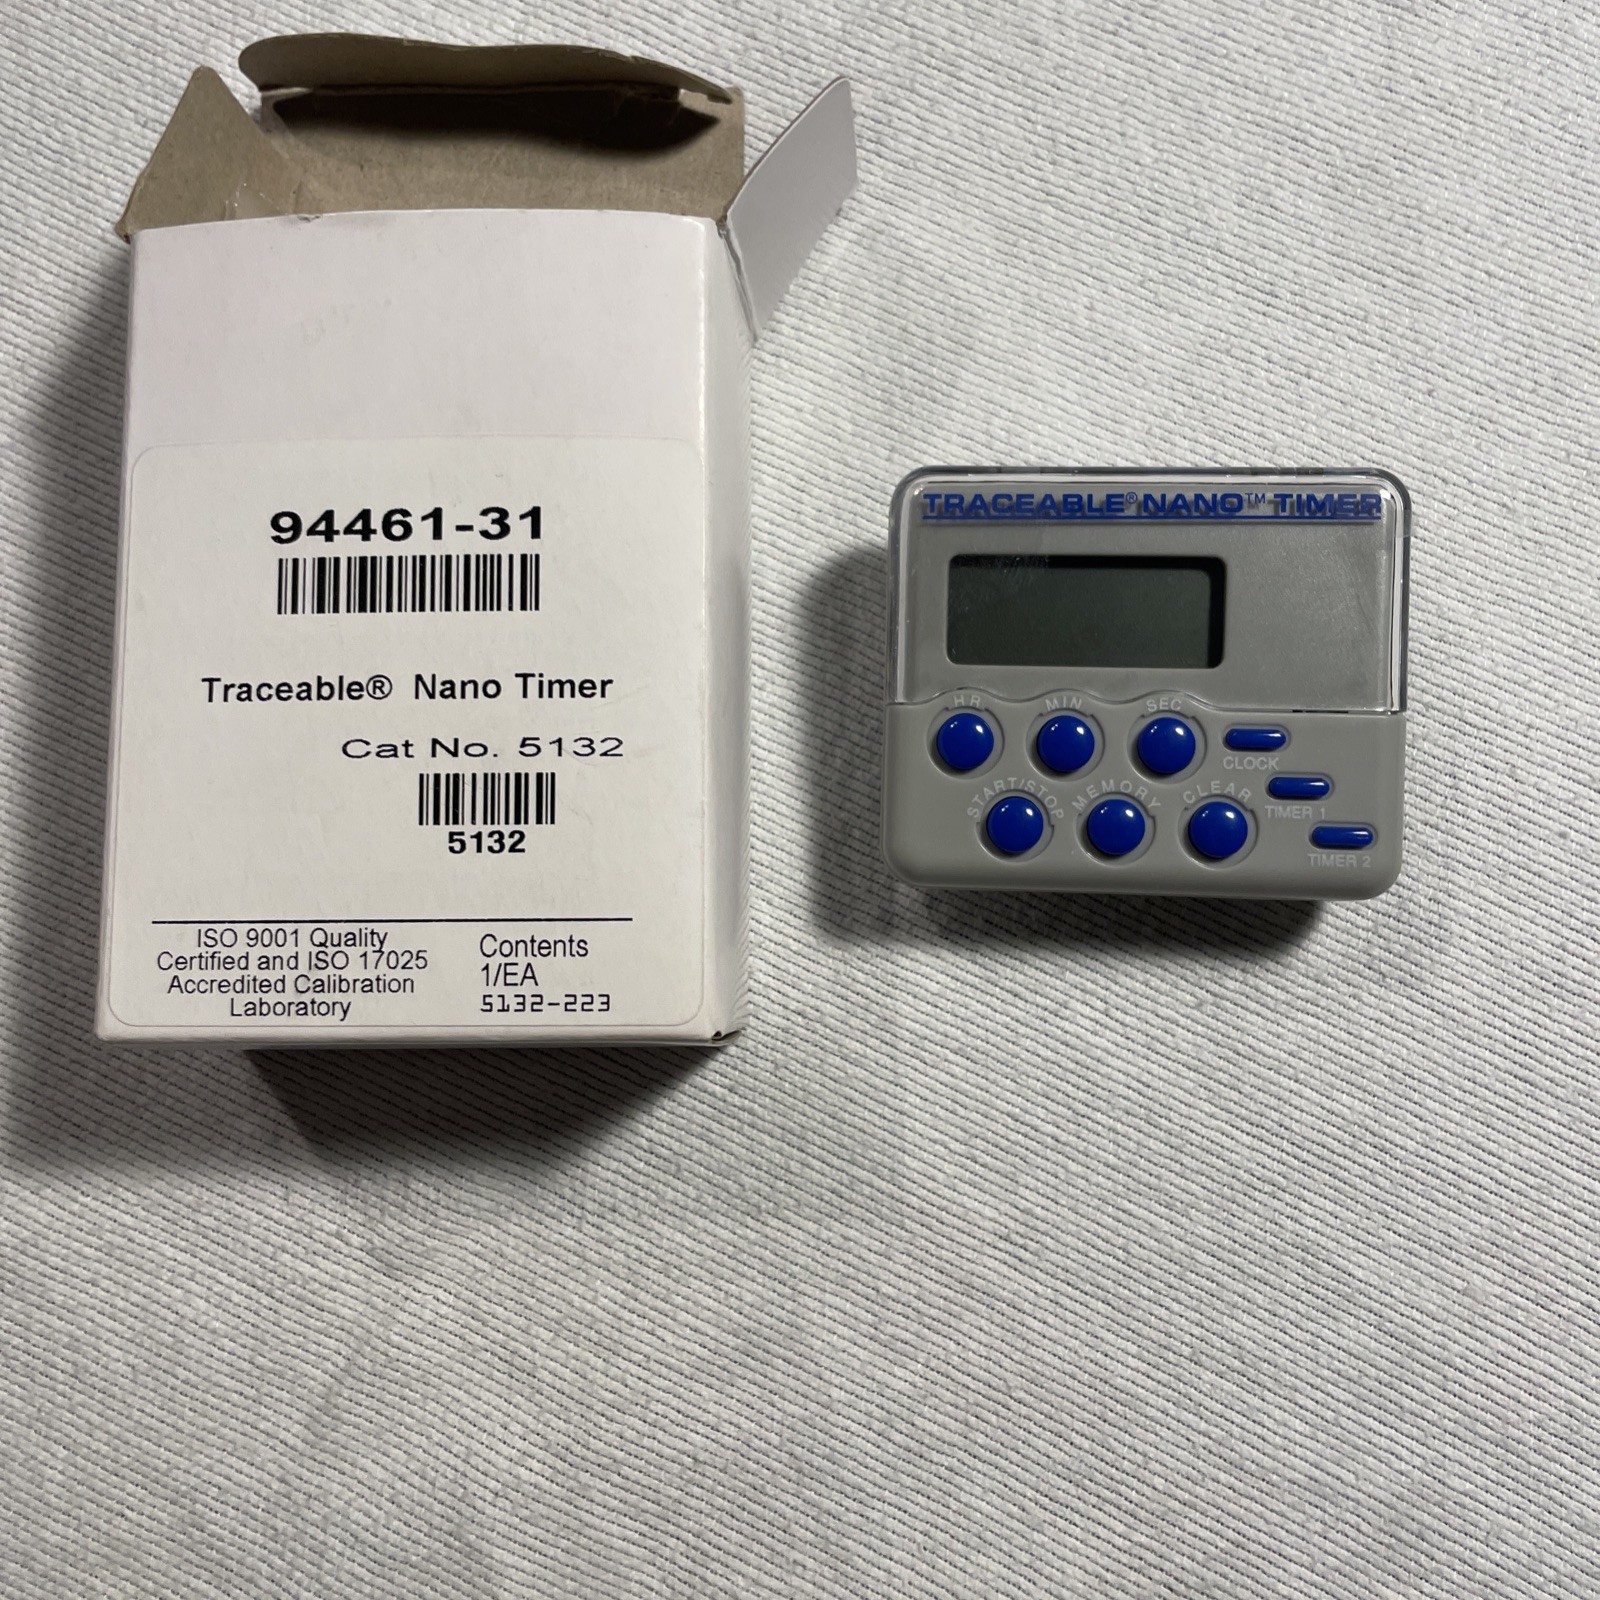 94461-31
Traceable® Nano Timer
Cat No. 5132
5132
ISO 9001 Quality
Certified and ISO 17025
Accredited Calibration
Laboratory
Contents
1/EA
5132-223
TRACEABLE® NANO™ TIMER
HR MIN SEC
CLOCK
START/STOP MEMORY CLEAR
TIMER 1
TIMER 2